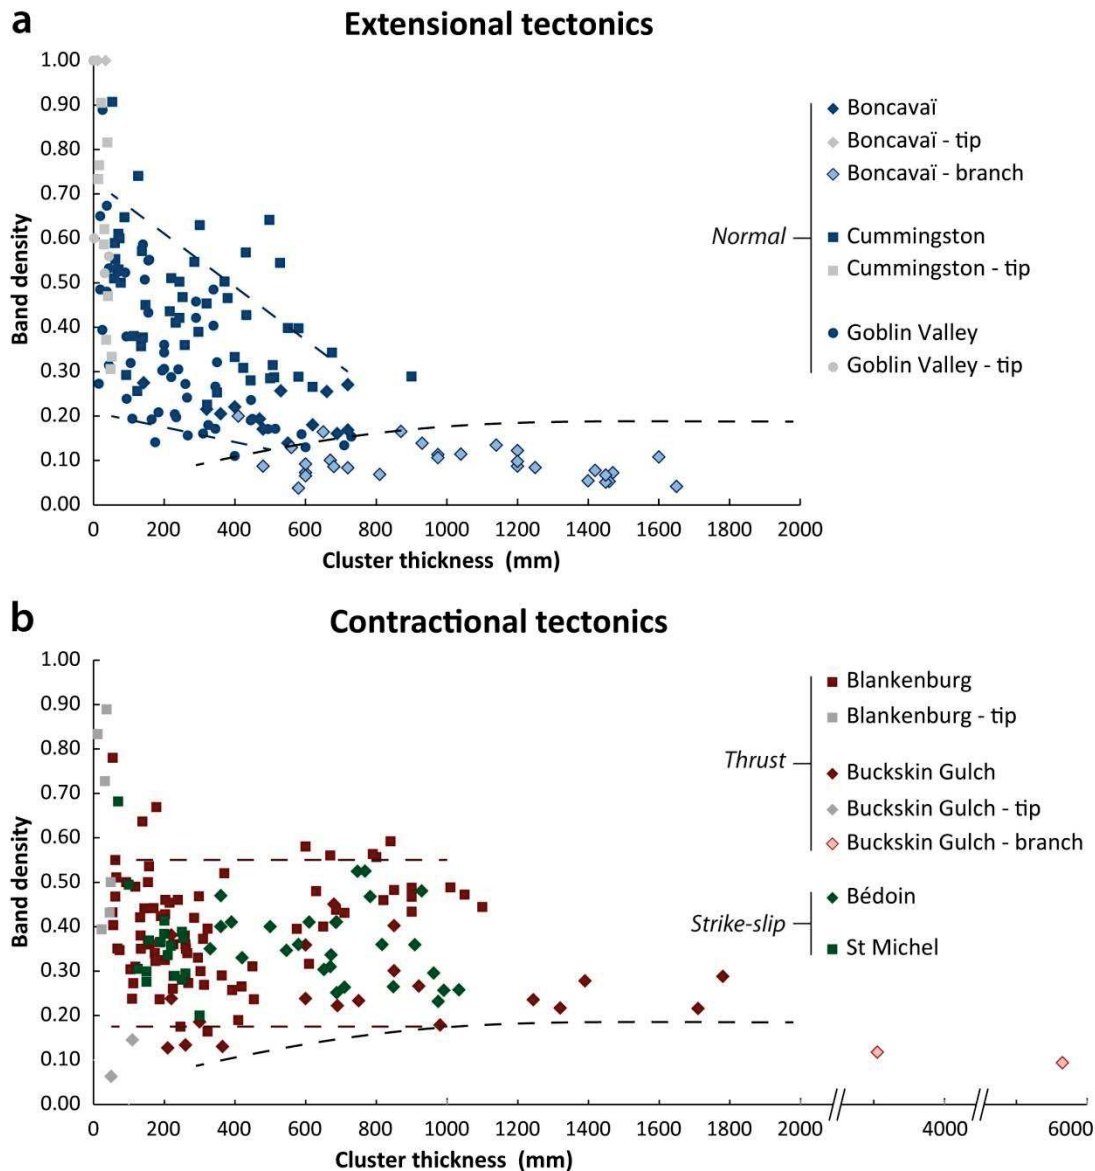 a
Extensional tectonics
1.00
0.90
0.80
0.70
0.60
0.50
0.40
0.30
0.20
0.10
0.00
Band density
0 200 400 600 800 1000 1200 1400 1600 1800 2000
Cluster thickness (mm)
Normal
Boncavaï
Boncavaï - tip
Boncavaï - branch
Cummingston
Cummingston - tip
Goblin Valley
Goblin Valley - tip
b
Contractional tectonics
1.00
0.90
0.80
0.70
0.60
0.50
0.40
0.30
0.20
0.10
0.00
Band density
0 200 400 600 800 1000 1200 1400 1600 1800 2000 4000 6000
Cluster thickness (mm)
Thrust
Blankenburg
Blankenburg - tip
Buckskin Gulch
Buckskin Gulch - tip
Buckskin Gulch - branch
Strike-slip
Bédoin
St Michel